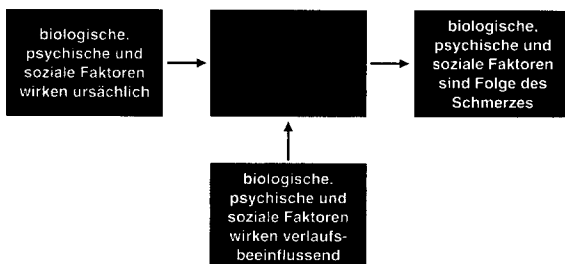 biologische,
psychische und
soziale Faktoren
wirken ursächlich
biologische,
psychische und
soziale Faktoren
sind Folge des
Schmerzes
biologische,
psychische und
soziale Faktoren
wirken verlaufs-
beeinflussend